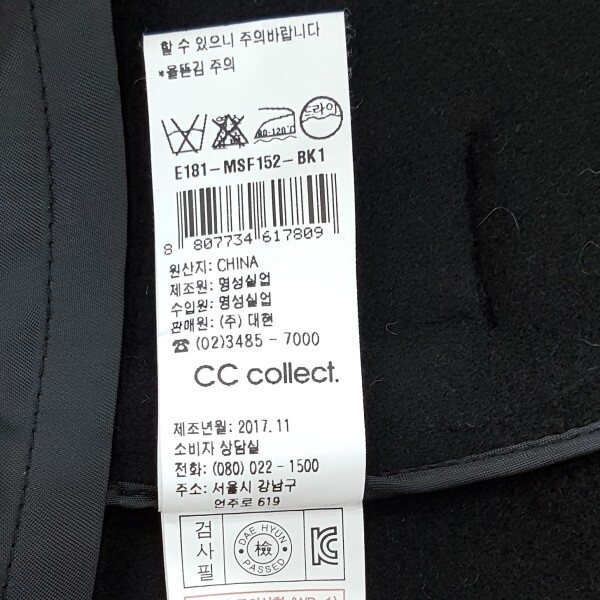 할 수 있으니 주의바랍니다
*올뜯김 주의
80-120℃
드라이
E181-MSF152-BK1
8 807734 617809
원산지: CHINA
제조원: 명성실업
수입원: 명성실업
판매원: (주) 대현
☎ (02)3485 - 7000
CC collect.
제조년월: 2017.11
소비자 상담실
전화: (080) 022 - 1500
주소: 서울시 강남구
언주로 619
검사필
DAE HYUN
檢
PASSED
KC